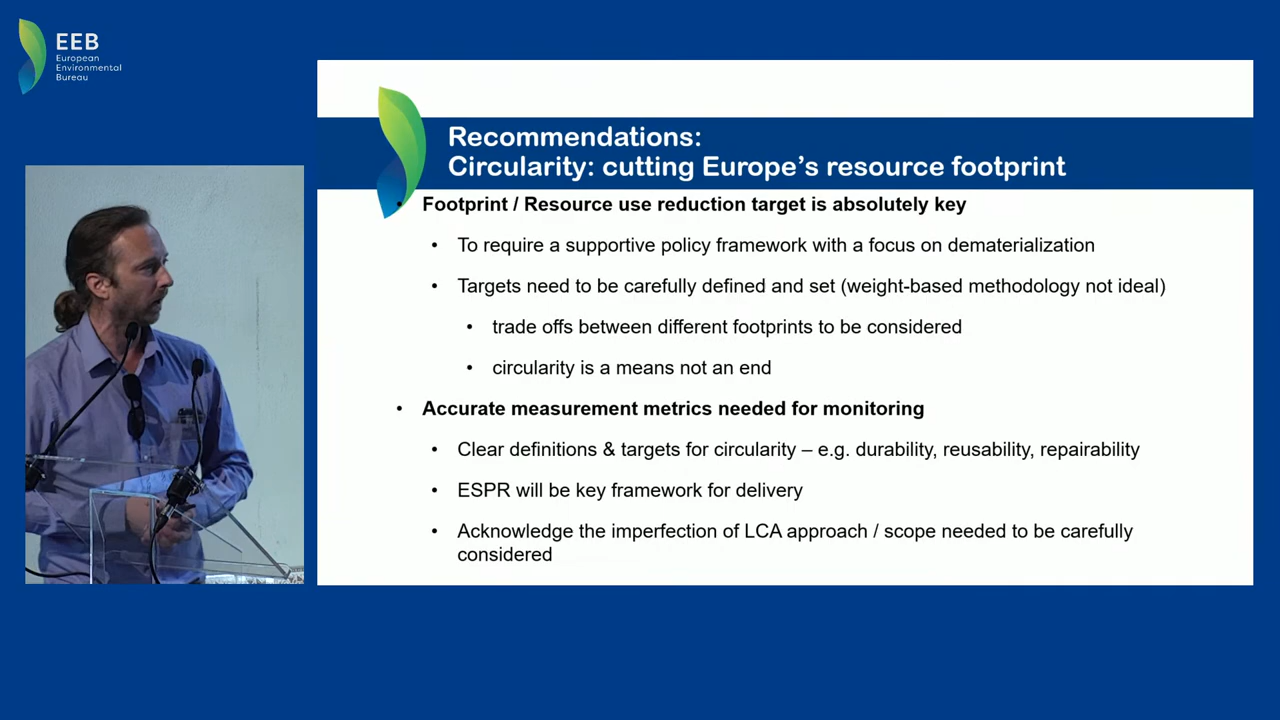 EEB
European
Environmental
Bureau
Recommendations:
Circularity: cutting Europe’s resource footprint
• Footprint / Resource use reduction target is absolutely key
• To require a supportive policy framework with a focus on dematerialization
• Targets need to be carefully defined and set (weight-based methodology not ideal)
• trade offs between different footprints to be considered
• circularity is a means not an end
• Accurate measurement metrics needed for monitoring
• Clear definitions & targets for circularity – e.g. durability, reusability, repairability
• ESPR will be key framework for delivery
• Acknowledge the imperfection of LCA approach / scope needed to be carefully
considered